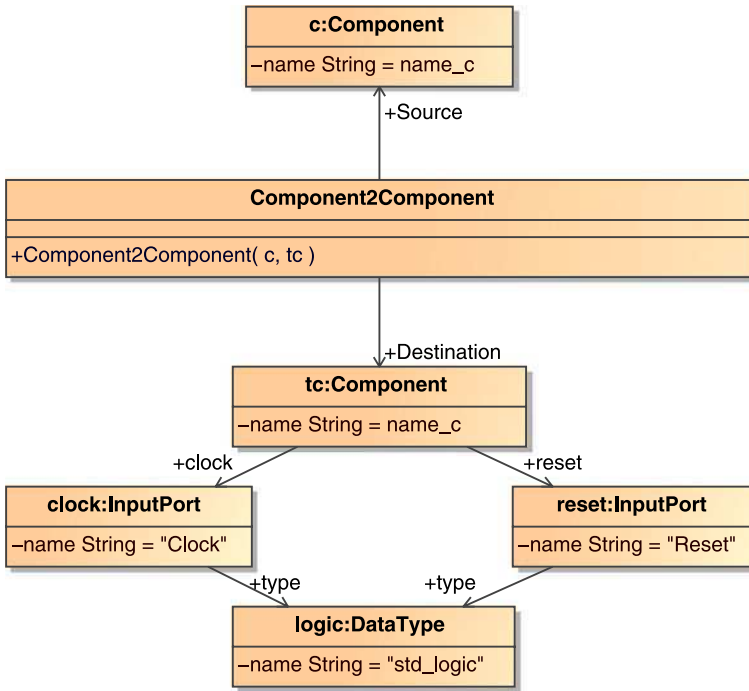 c:Component
–name String = name_c
+Source
Component2Component
+Component2Component( c, tc )
+Destination
tc:Component
–name String = name_c
+clock
+reset
clock:InputPort
–name String = "Clock"
reset:InputPort
–name String = "Reset"
+type
+type
logic:DataType
–name String = "std_logic"